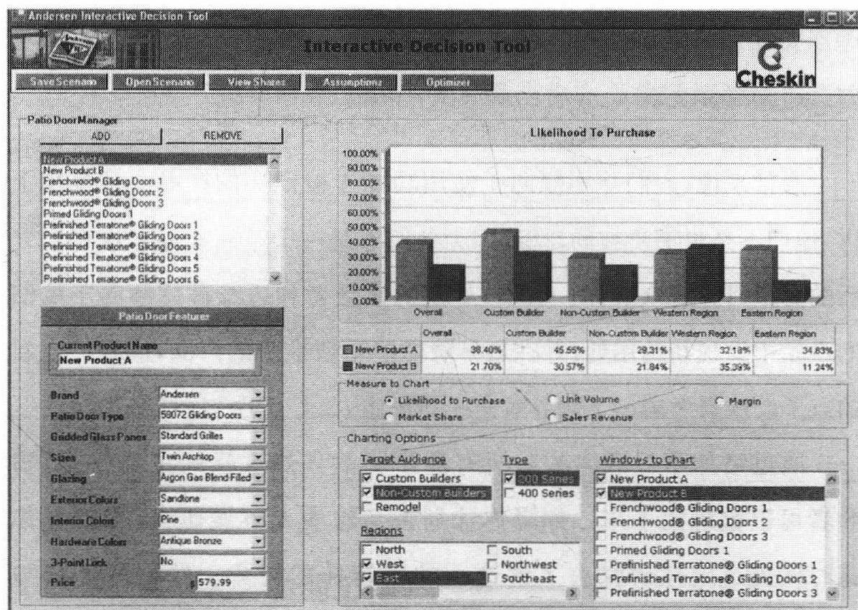 Andersen Interactive Decision Tool
Interactive Decision Tool
Cheskin
Save Scenario Open Scenario View Shares Assumptions Optimizer
Patio Door Manager
ADD REMOVE
New Product A
New Product B
Frenchwood® Gliding Doors 1
Frenchwood® Gliding Doors 2
Frenchwood® Gliding Doors 3
Primed Gliding Doors 1
Prefinished Terratone® Gliding Doors 1
Prefinished Terratone® Gliding Doors 2
Prefinished Terratone® Gliding Doors 3
Prefinished Terratone® Gliding Doors 4
Prefinished Terratone® Gliding Doors 5
Prefinished Terratone® Gliding Doors 6
Patio Door Features
Current Product Name
New Product A
Brand Andersen
Patio Door Type 59072 Gliding Doors
Gridded Glass Panes Standard Grilles
Sizes Twin Archtop
Glazing Argon Gas Blend Filled
Exterior Colors Sandtone
Interior Colors Pine
Hardware Colors Antique Bronze
3-Point Lock No
Price $ 579.99
Likelihood To Purchase
100.00%
90.00%
80.00%
70.00%
60.00%
50.00%
40.00%
30.00%
20.00%
10.00%
0.00%
Overall Custom Builder Non-Custom Builder Western Region Eastern Region
Overall Custom Builder Non-Custom Builder Western Region Eastern Region
New Product A 38.40% 45.55% 29.31% 32.18% 34.83%
New Product B 21.70% 30.57% 21.84% 35.39% 11.24%
Measure to Chart
Likelihood to Purchase Unit Volume Margin
Market Share Sales Revenue
Charting Options
Target Audience Type Windows to Chart
Custom Builders
Non-Custom Builders
Remodel
200 Series
400 Series
Regions
North South
West Northwest
East Southeast
New Product A
New Product B
Frenchwood® Gliding Doors 1
Frenchwood® Gliding Doors 2
Frenchwood® Gliding Doors 3
Primed Gliding Doors 1
Prefinished Terratone® Gliding Doors 1
Prefinished Terratone® Gliding Doors 2
Prefinished Terratone® Gliding Doors 3